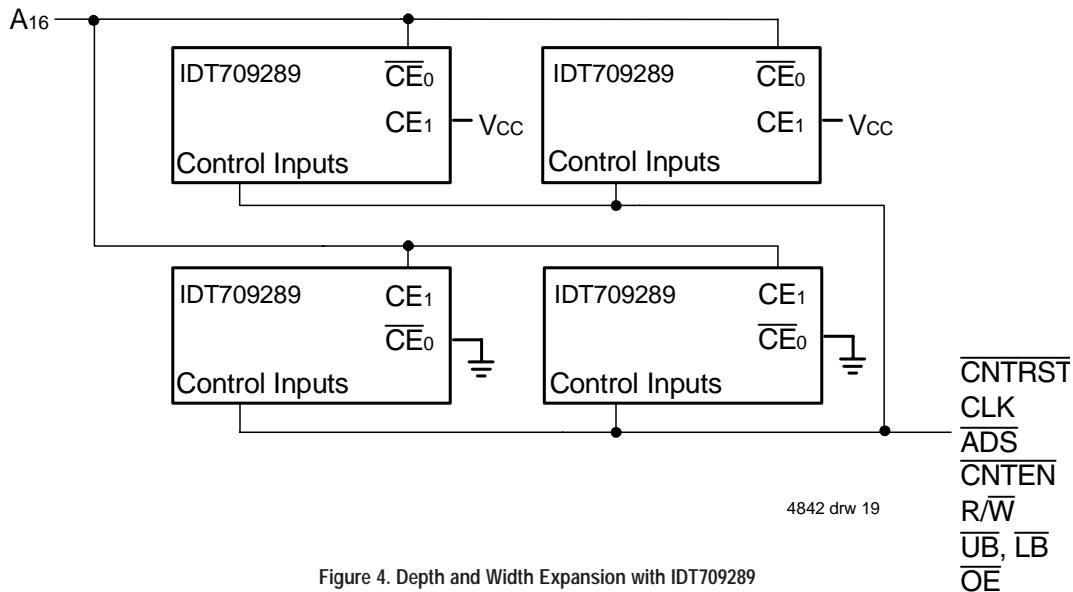 A16
IDT709289
CE0
CE1
VCC
Control Inputs
IDT709289
CE0
CE1
VCC
Control Inputs
IDT709289
CE1
CE0
Control Inputs
IDT709289
CE1
CE0
Control Inputs
CNTRST
CLK
ADS
CNTEN
R/W
UB, LB
OE
4842 drw 19
Figure 4. Depth and Width Expansion with IDT709289